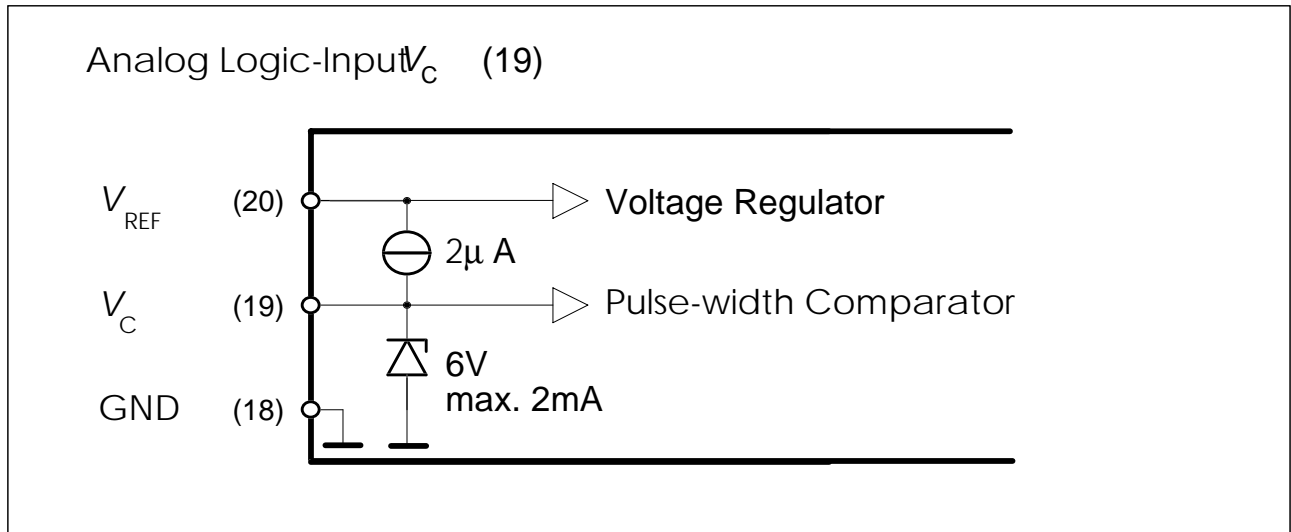 Analog Logic-Input V_C (19)
V_REF (20) Voltage Regulator
2µ A
V_C (19) Pulse-width Comparator
6V
max. 2mA
GND (18)